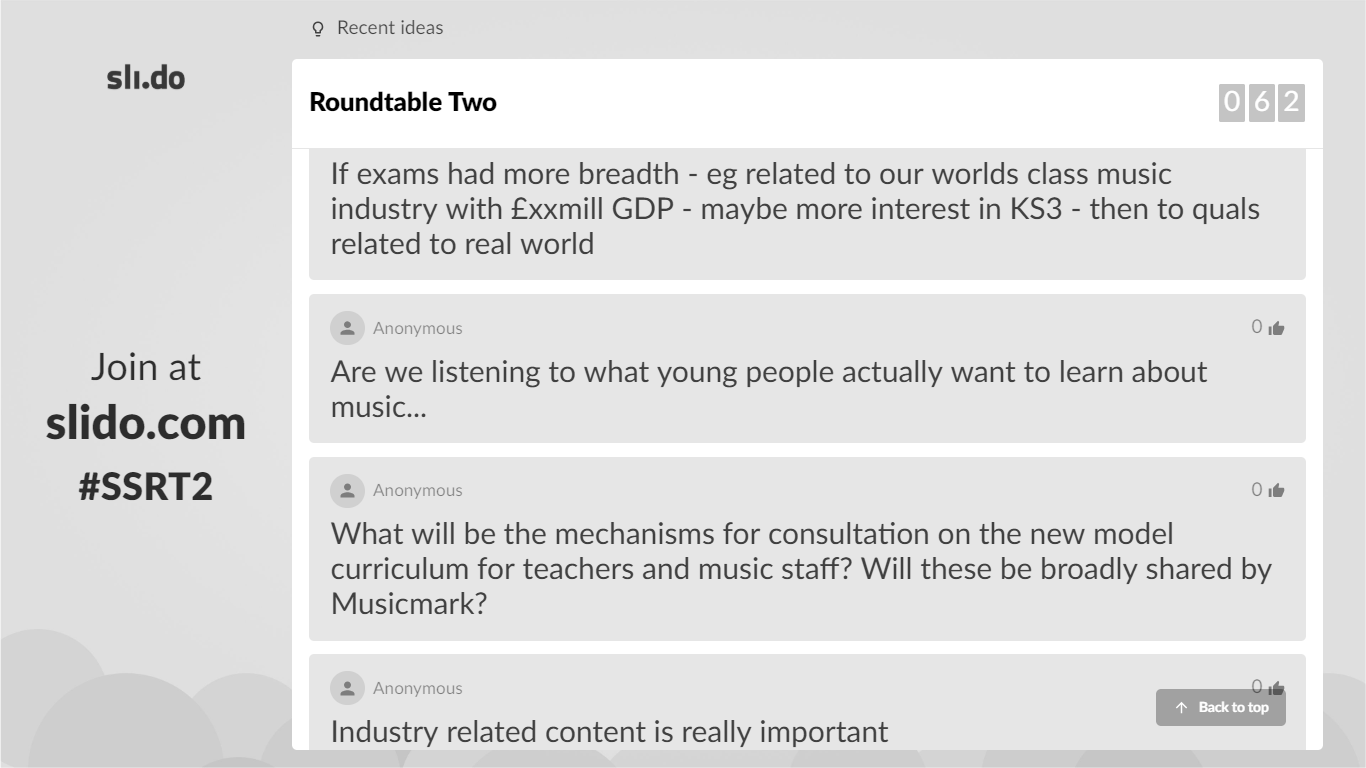 Recent ideas
sli.do
Roundtable Two
062
If exams had more breadth - eg related to our worlds class music
industry with £xxmill GDP - maybe more interest in KS3 - then to quals
related to real world
Anonymous
0
Are we listening to what young people actually want to learn about
music...
Join at
slido.com
#SSRT2
Anonymous
0
What will be the mechanisms for consultation on the new model
curriculum for teachers and music staff? Will these be broadly shared by
Musicmark?
Anonymous
0
Back to top
Industry related content is really important